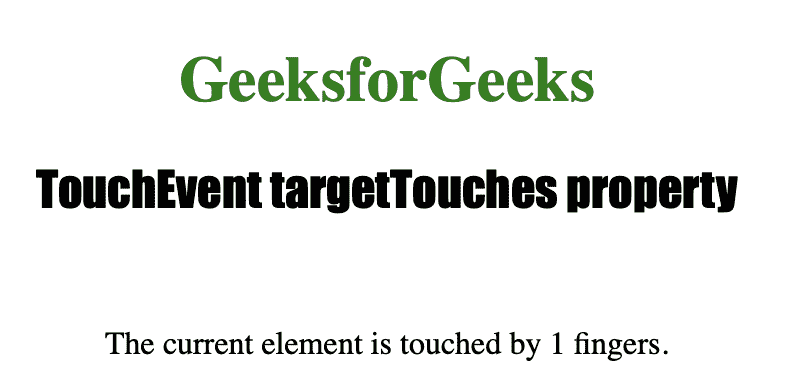 GeeksforGeeks
TouchEvent targetTouches property
The current element is touched by 1 fingers.